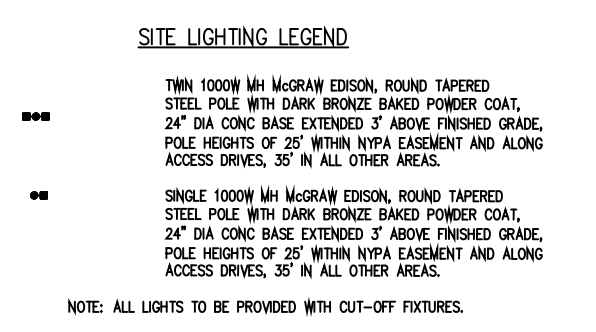 SITE LIGHTING LEGEND
TWIN 1000W MH McGRAW EDISON, ROUND TAPERED
STEEL POLE WITH DARK BRONZE BAKED POWDER COAT,
24" DIA CONC BASE EXTENDED 3' ABOVE FINISHED GRADE,
POLE HEIGHTS OF 25' WITHIN NYPA EASEMENT AND ALONG
ACCESS DRIVES, 35' IN ALL OTHER AREAS.
SINGLE 1000W MH McGRAW EDISON, ROUND TAPERED
STEEL POLE WITH DARK BRONZE BAKED POWDER COAT,
24" DIA CONC BASE EXTENDED 3' ABOVE FINISHED GRADE,
POLE HEIGHTS OF 25' WITHIN NYPA EASEMENT AND ALONG
ACCESS DRIVES, 35' IN ALL OTHER AREAS.
NOTE: ALL LIGHTS TO BE PROVIDED WITH CUT-OFF FIXTURES.